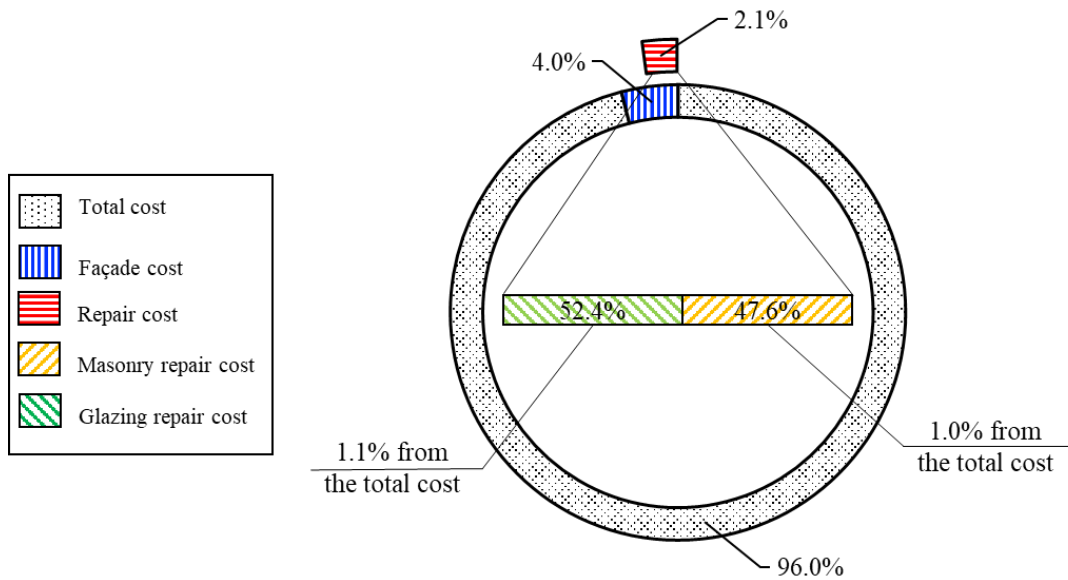 2.1%
4.0%
Total cost
Façade cost
Repair cost
Masonry repair cost
Glazing repair cost
52.4%
47.6%
1.1% from
the total cost
1.0% from
the total cost
96.0%